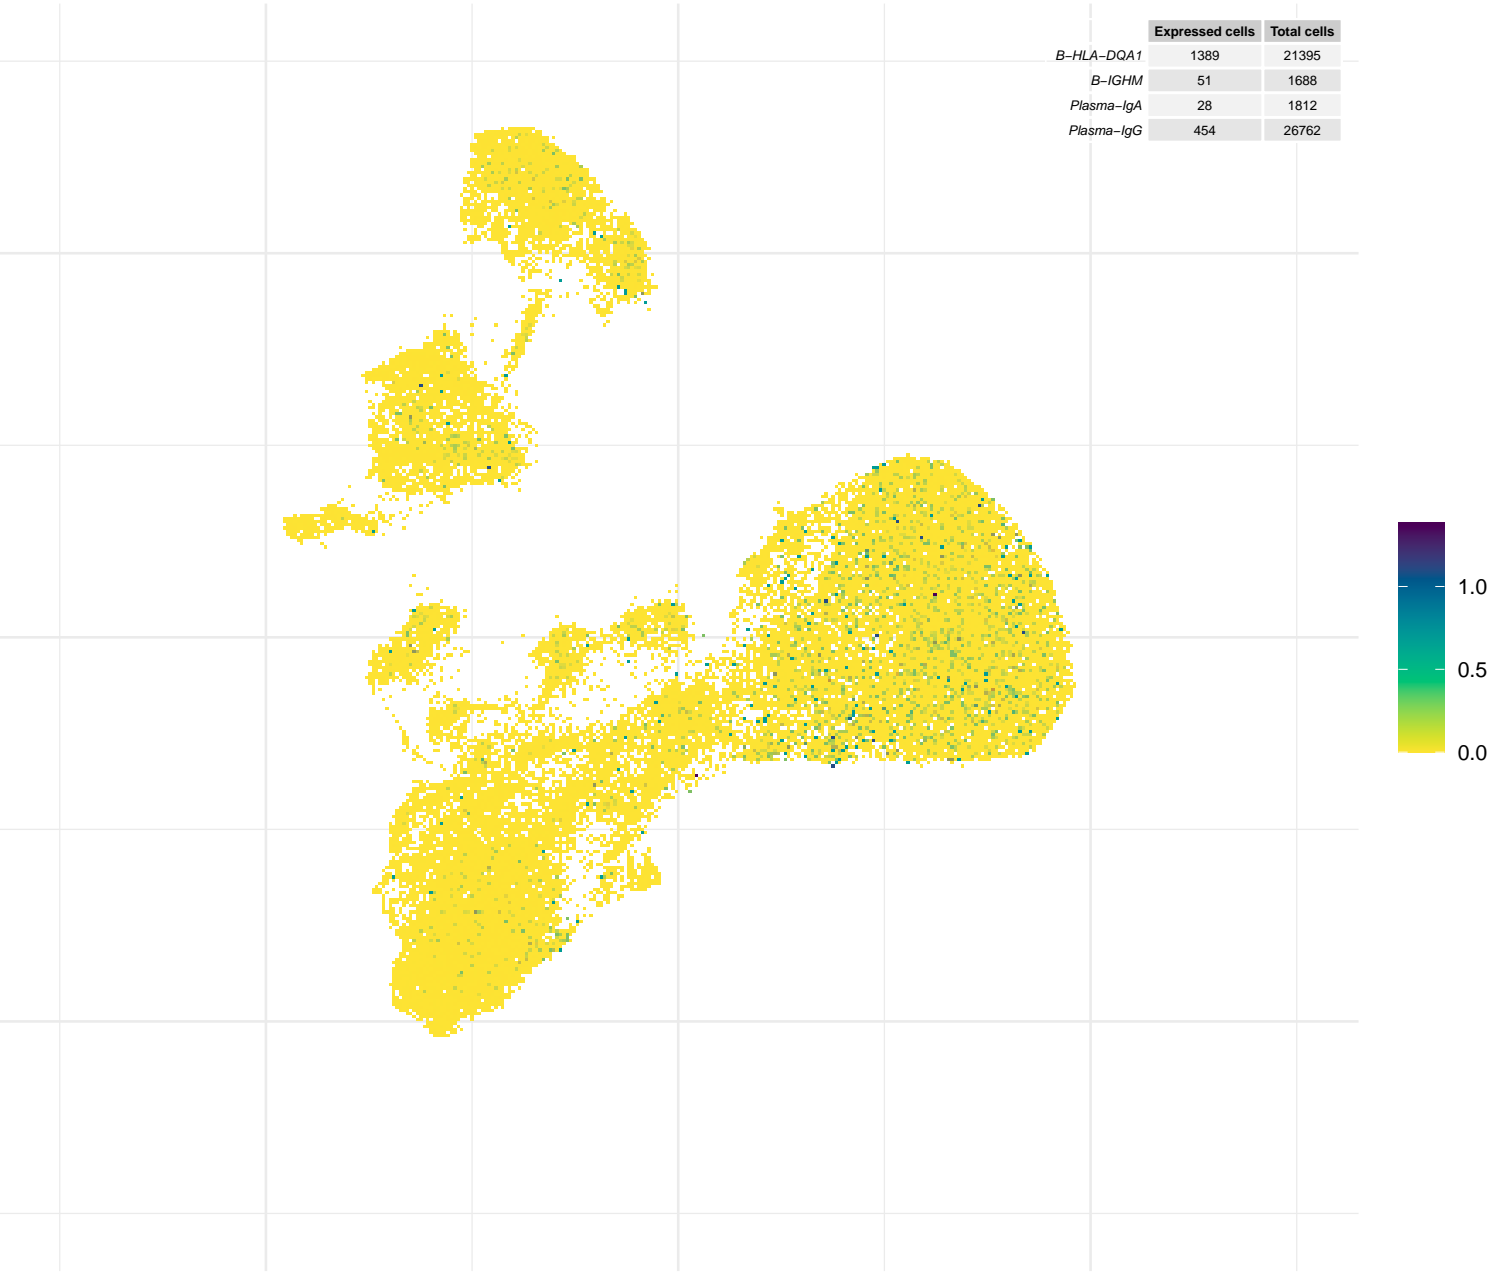 Expressed cells Total cells
B−HLA−DQA1 1389 21395
B−IGHM 51 1688
Plasma−IgA 28 1812
Plasma−IgG 454 26762
1.0
0.5
0.0